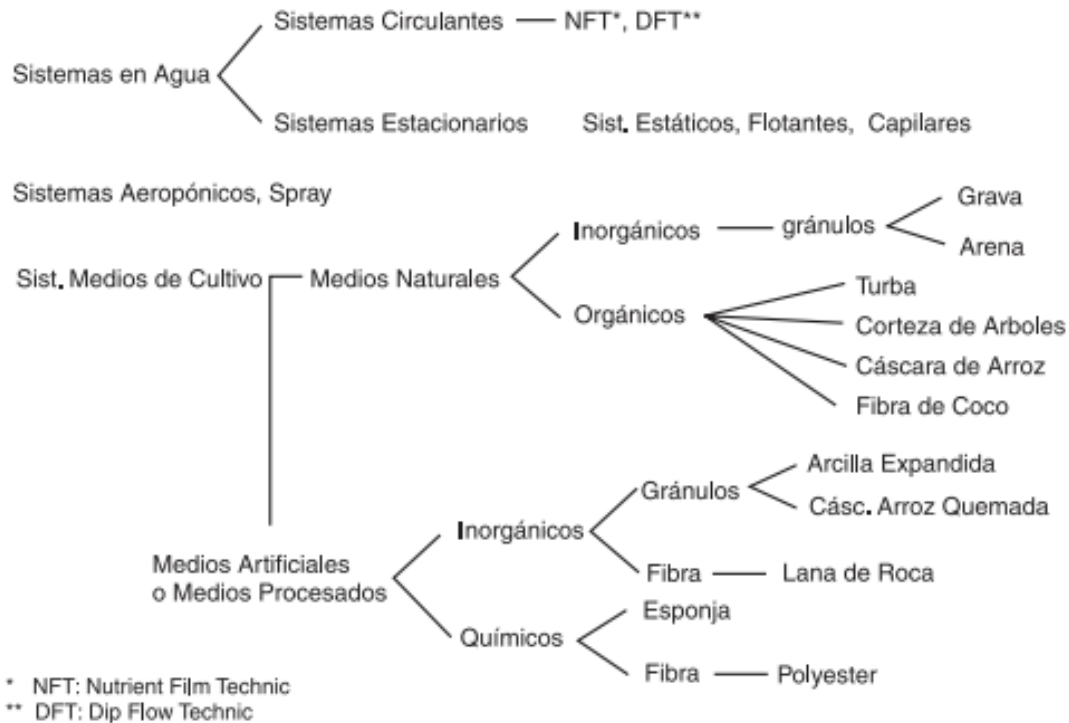 Sistemas Circulantes — NFT*, DFT**
Sistemas en Agua
Sistemas Estacionarios Sist. Estáticos, Flotantes, Capilares
Sistemas Aeropónicos, Spray
Grava
Inorgánicos — gránulos
Arena
Sist. Medios de Cultivo Medios Naturales
Turba
Orgánicos
Corteza de Arboles
Cáscara de Arroz
Fibra de Coco
Arcilla Expandida
Gránulos
Cásc. Arroz Quemada
Inorgánicos
Medios Artificiales
o Medios Procesados
Fibra — Lana de Roca
Esponja
Químicos
Fibra — Polyester
* NFT: Nutrient Film Technic
** DFT: Dip Flow Technic